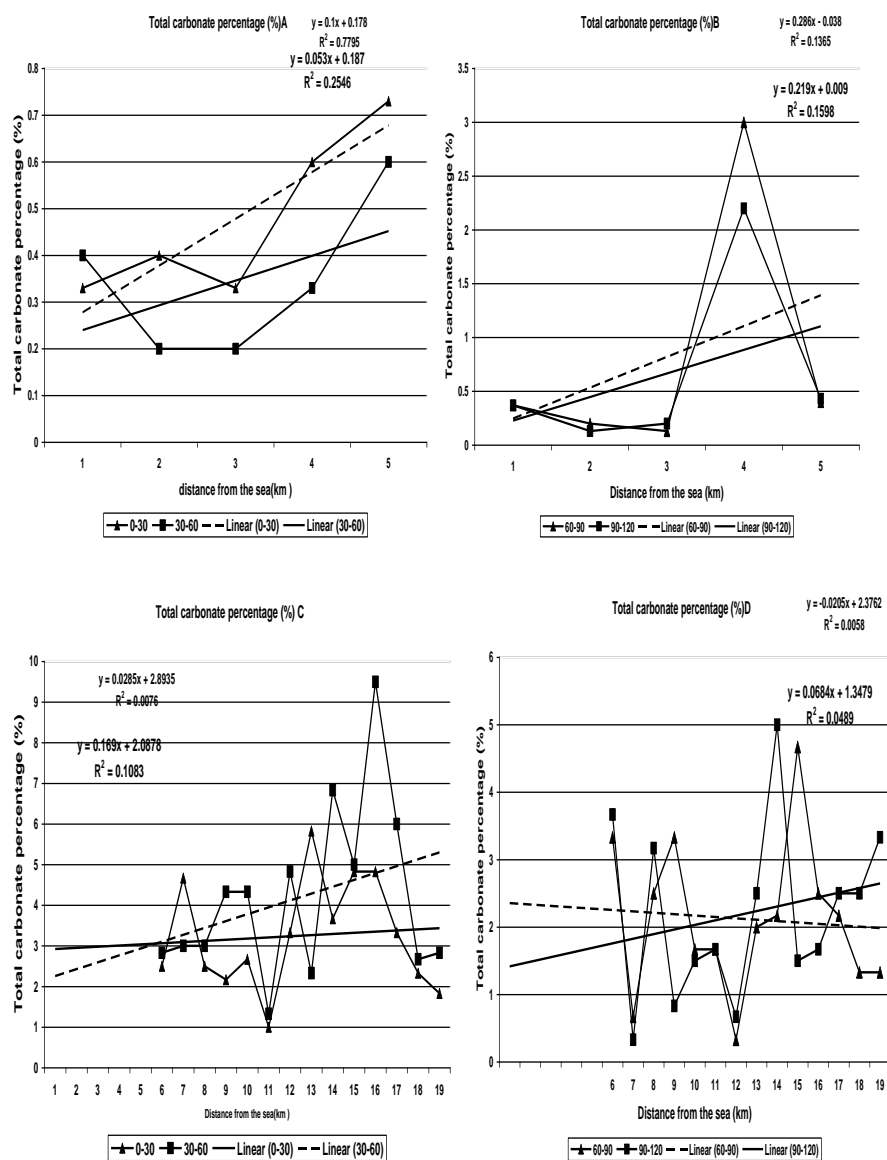 Total carbonate percentage (%)A
y = 0.1x + 0.178
R² = 0.7795
y = 0.053x + 0.187
R² = 0.2546
Total carbonate percentage (%)
0.8
0.7
0.6
0.5
0.4
0.3
0.2
0.1
0
1 2 3 4 5
distance from the sea(km )
0-30 30-60 Linear (0-30) Linear (30-60)
Total carbonate percentage (%)B
y = 0.286x - 0.038
R² = 0.1365
y = 0.219x + 0.009
R² = 0.1598
Total carbonate percentage (%)
3.5
3
2.5
2
1.5
1
0.5
0
1 2 3 4 5
Distance from the sea (km)
60-90 90-120 Linear (60-90) Linear (90-120)
Total carbonate percentage (%) C
y = 0.0285x + 2.8935
R² = 0.0076
y = 0.169x + 2.0878
R² = 0.1083
Total carbonate percentage (%)
10
9
8
7
6
5
4
3
2
1
0
1 2 3 4 5 6 7 8 9 10 11 12 13 14 15 16 17 18 19
Distance from the sea(km )
0-30 30-60 Linear (0-30) Linear (30-60)
Total carbonate percentage (%)D
y = -0.0205x + 2.3762
R² = 0.0058
y = 0.0684x + 1.3479
R² = 0.0489
Total carbonate percentage (%)
6
5
4
3
2
1
0
6 7 8 9 10 11 12 13 14 15 16 17 18 19
Distance from the sea (km)
60-90 90-120 Linear (60-90) Linear (90-120)